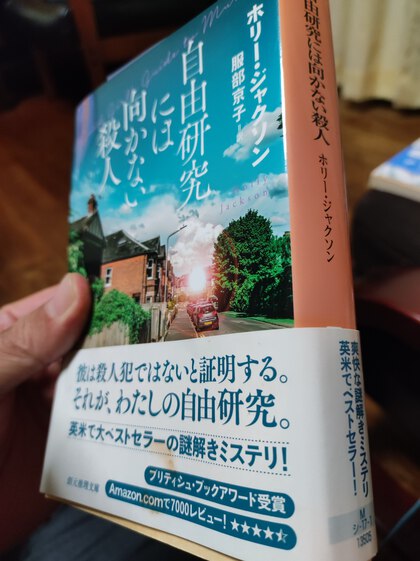 ホリー・ジャクソン
服部京子 訳
自由研究
には
向かない
殺人
Jackson
彼は殺人犯ではないと証明する。
それが、わたしの自由研究。
英米で大ベストセラーの謎解きミステリ!
ブリティシュ・ブックアワード受賞
Amazon.comで7000レビュー! ★★★★⯪
創元推理文庫
自由研究には向かない殺人 ホリー・ジャクソン
爽快な謎解きミステリ
英米でベストセラー!
M
シ-17-1
13505